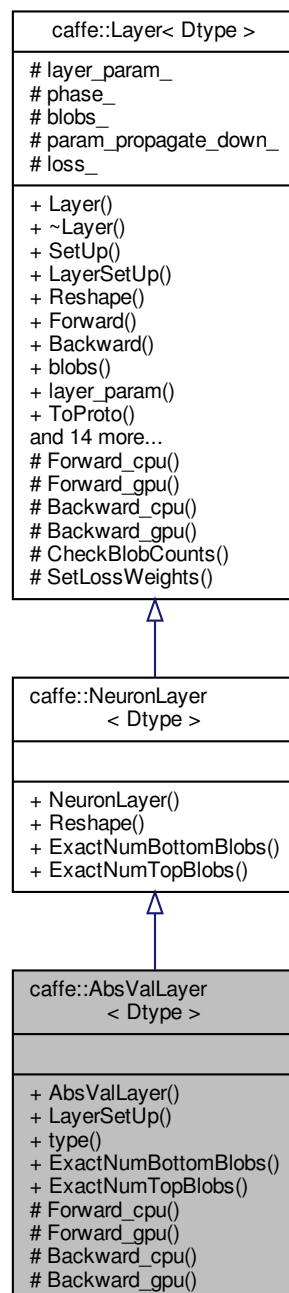 caffe::Layer< Dtype >
# layer_param_
# phase_
# blobs_
# param_propagate_down_
# loss_
+ Layer()
+ ~Layer()
+ SetUp()
+ LayerSetUp()
+ Reshape()
+ Forward()
+ Backward()
+ blobs()
+ layer_param()
+ ToProto()
and 14 more...
# Forward_cpu()
# Forward_gpu()
# Backward_cpu()
# Backward_gpu()
# CheckBlobCounts()
# SetLossWeights()
caffe::NeuronLayer
< Dtype >
+ NeuronLayer()
+ Reshape()
+ ExactNumBottomBlobs()
+ ExactNumTopBlobs()
caffe::AbsValLayer
< Dtype >
+ AbsValLayer()
+ LayerSetUp()
+ type()
+ ExactNumBottomBlobs()
+ ExactNumTopBlobs()
# Forward_cpu()
# Forward_gpu()
# Backward_cpu()
# Backward_gpu()